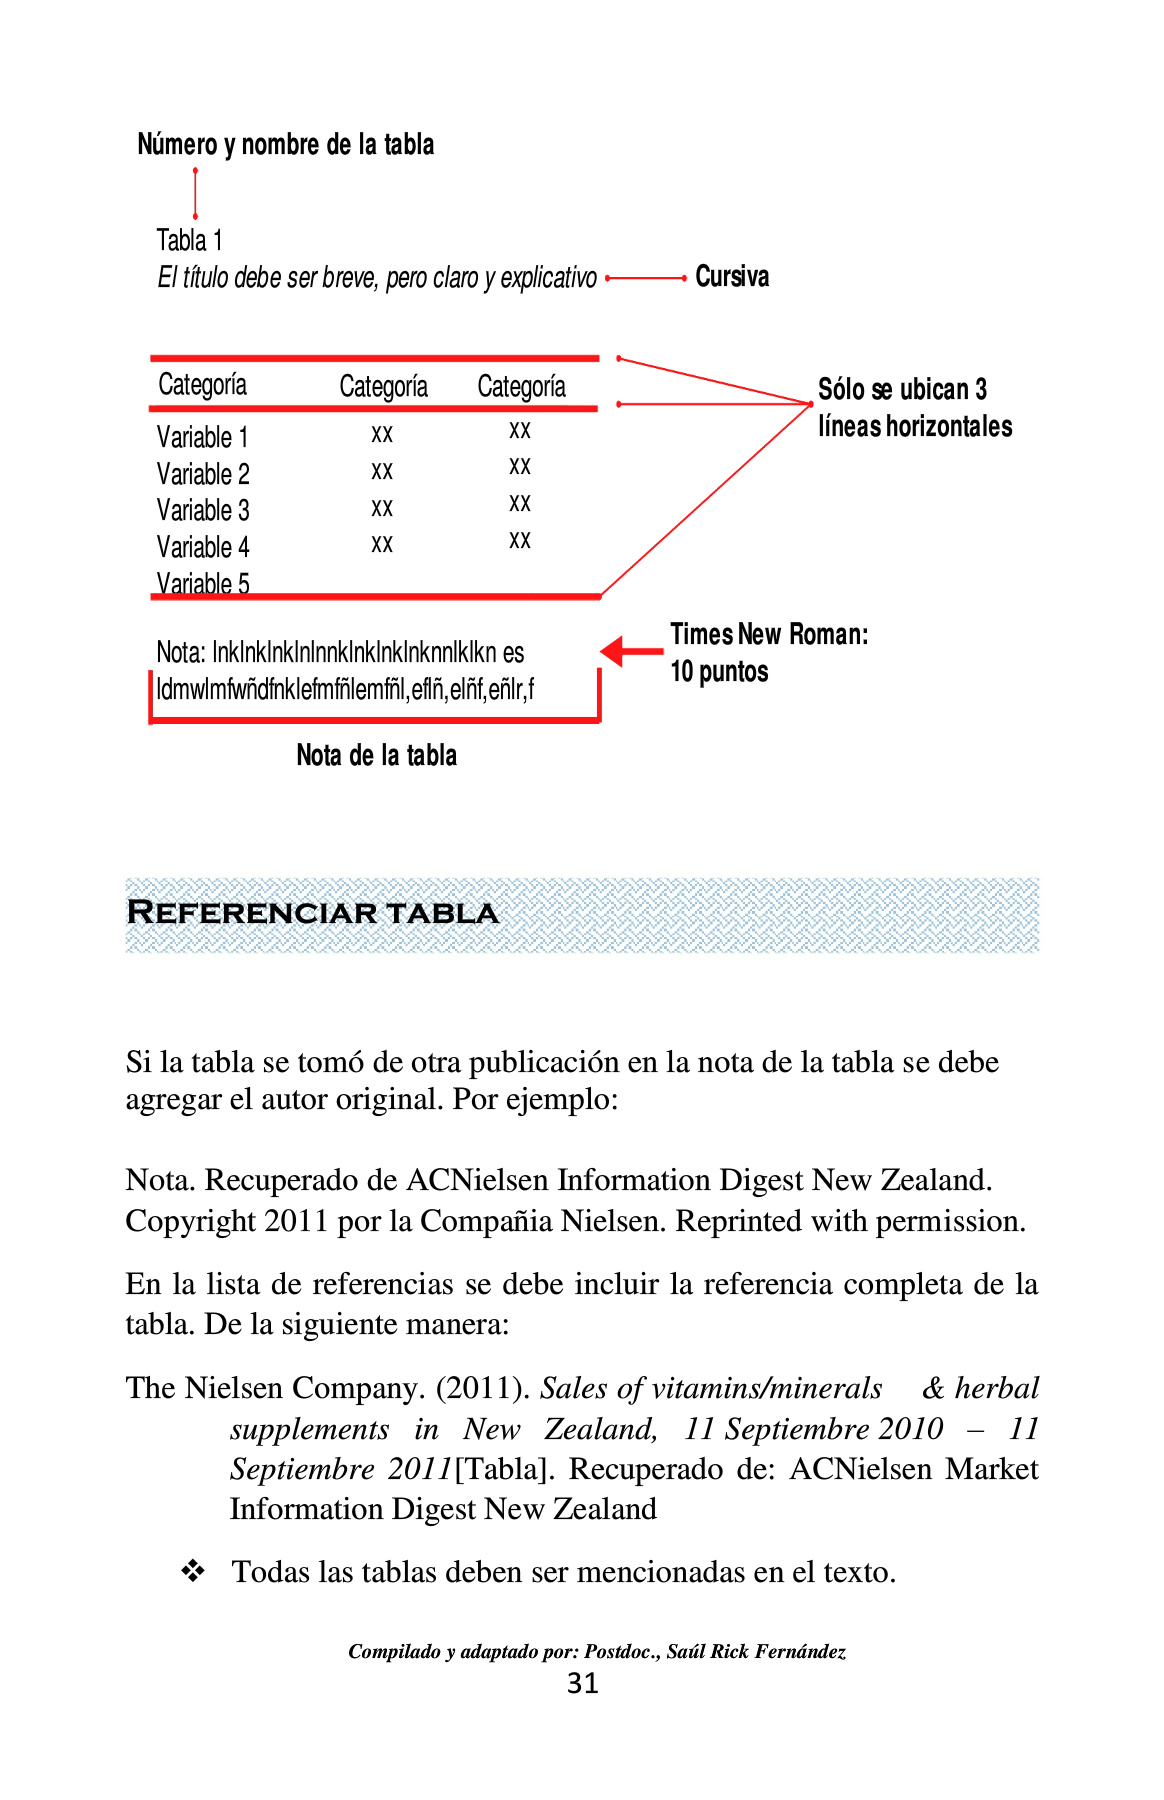 Número y nombre de la tabla
Tabla 1
El título debe ser breve, pero claro y explicativo
Cursiva
Categoría Categoría Categoría
Sólo se ubican 3
líneas horizontales
Variable 1 xx xx
Variable 2 xx xx
Variable 3 xx xx
Variable 4 xx xx
Variable 5
Times New Roman:
10 puntos
Nota: lnklnklnklnlnnklnklnklnknnlklkn es
ldmwlmfwñdfnklefmfñlemfñl,eflñ,elñf,eñlr,f
Nota de la tabla
REFERENCIAR TABLA
Si la tabla se tomó de otra publicación en la nota de la tabla se debe
agregar el autor original. Por ejemplo:
Nota. Recuperado de ACNielsen Information Digest New Zealand.
Copyright 2011 por la Compañia Nielsen. Reprinted with permission.
En la lista de referencias se debe incluir la referencia completa de la
tabla. De la siguiente manera:
The Nielsen Company. (2011). Sales of vitamins/minerals & herbal
supplements in New Zealand, 11 Septiembre 2010 – 11
Septiembre 2011[Tabla]. Recuperado de: ACNielsen Market
Information Digest New Zealand
❖ Todas las tablas deben ser mencionadas en el texto.
Compilado y adaptado por: Postdoc., Saúl Rick Fernández
31